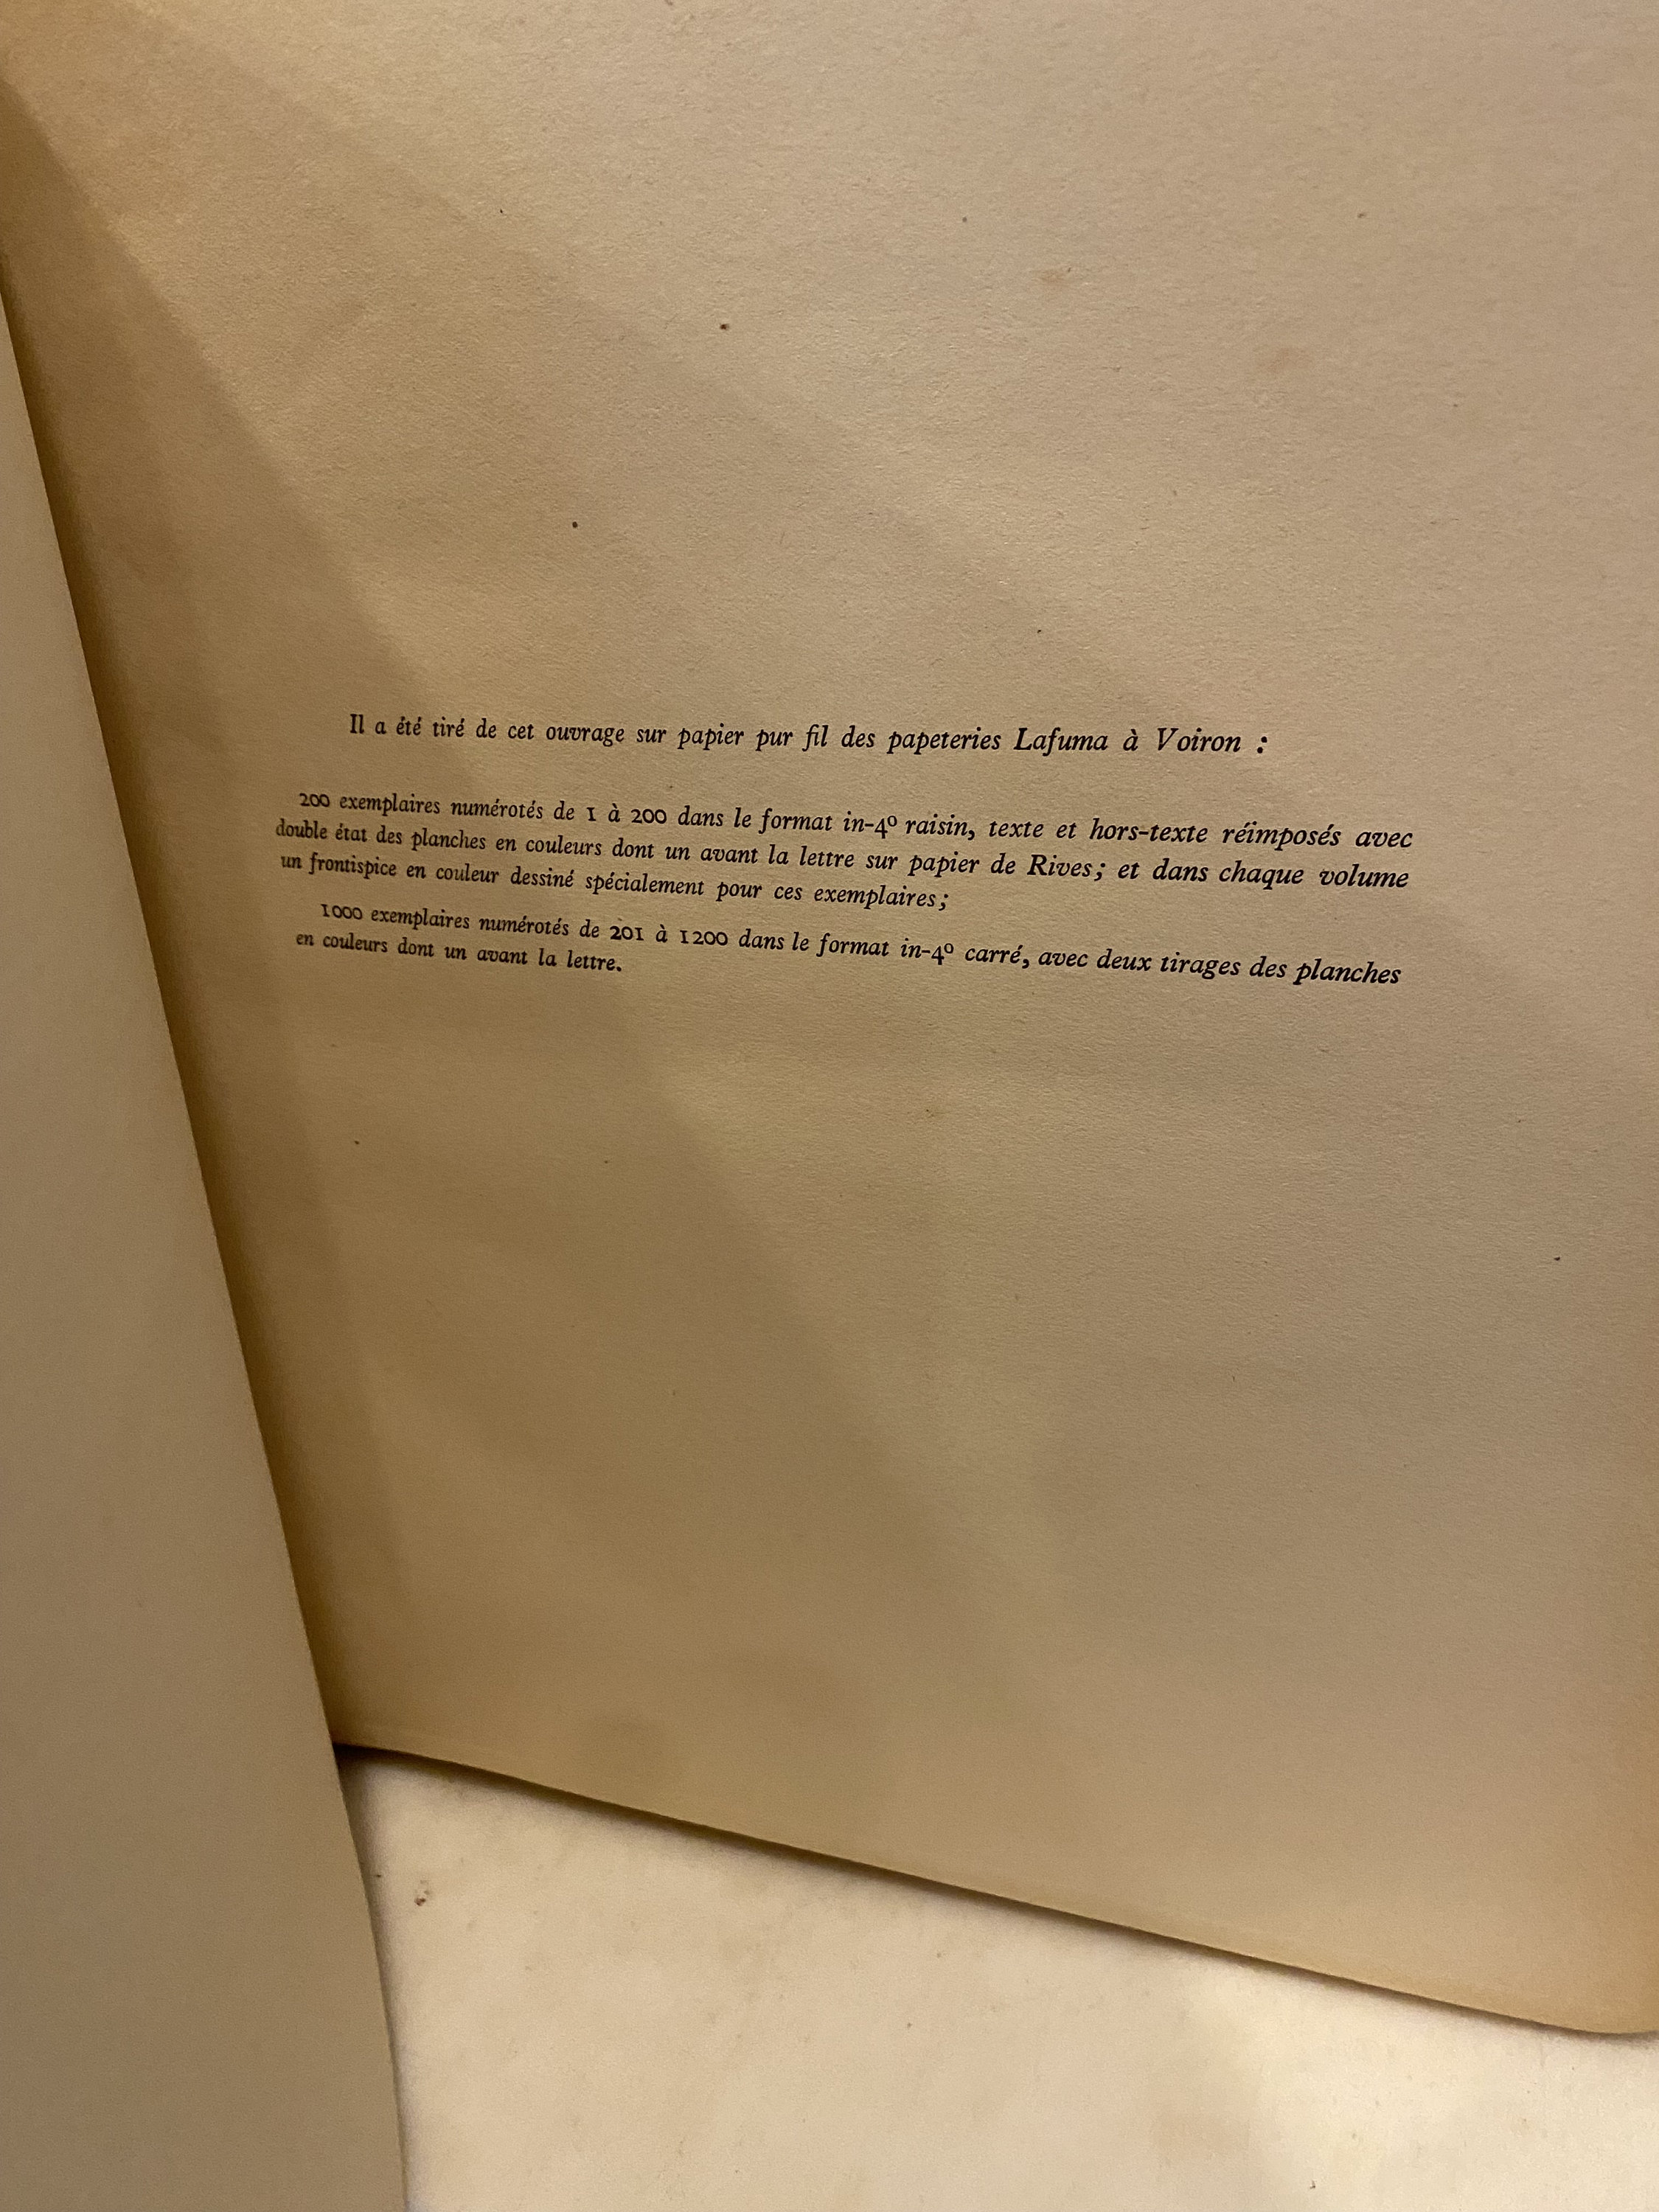 Il a été tiré de cet ouvrage sur papier pur fil des papeteries Lafuma à Voiron :
200 exemplaires numérotés de 1 à 200 dans le format in-4º raisin, texte et hors-texte réimposés avec
double état des planches en couleurs dont un avant la lettre sur papier de Rives; et dans chaque volume
un frontispice en couleur dessiné spécialement pour ces exemplaires;
1000 exemplaires numérotés de 201 à 1200 dans le format in-4º carré, avec deux tirages des planches
en couleurs dont un avant la lettre.